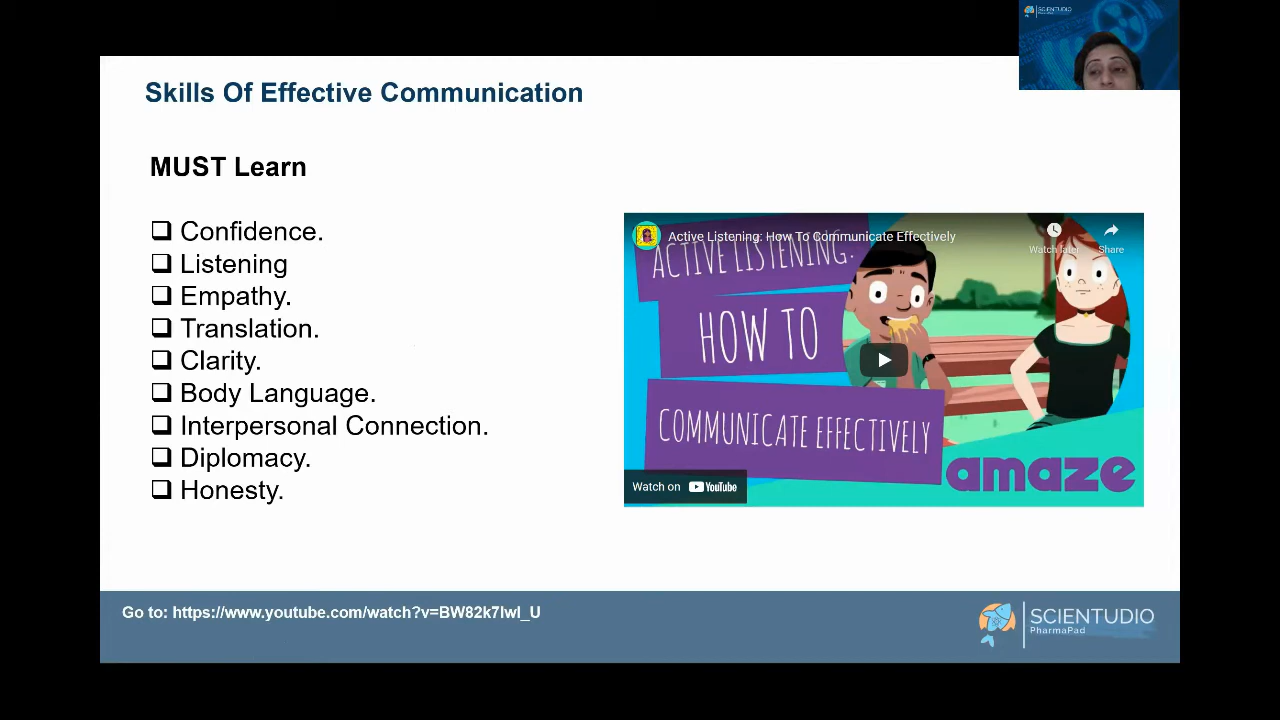 SCIENTUDIO
Skills Of Effective Communication
MUST Learn
❑ Confidence.
❑ Listening
❑ Empathy.
❑ Translation.
❑ Clarity.
❑ Body Language.
❑ Interpersonal Connection.
❑ Diplomacy.
❑ Honesty.
Active Listening: How To Communicate Effectively
Watch later
Share
ACTIVE LISTENING:
HOW TO
COMMUNICATE EFFECTIVELY
amaze
Watch on YouTube
Go to: https://www.youtube.com/watch?v=BW82k7lwI_U
SCIENTUDIO
PharmaPad